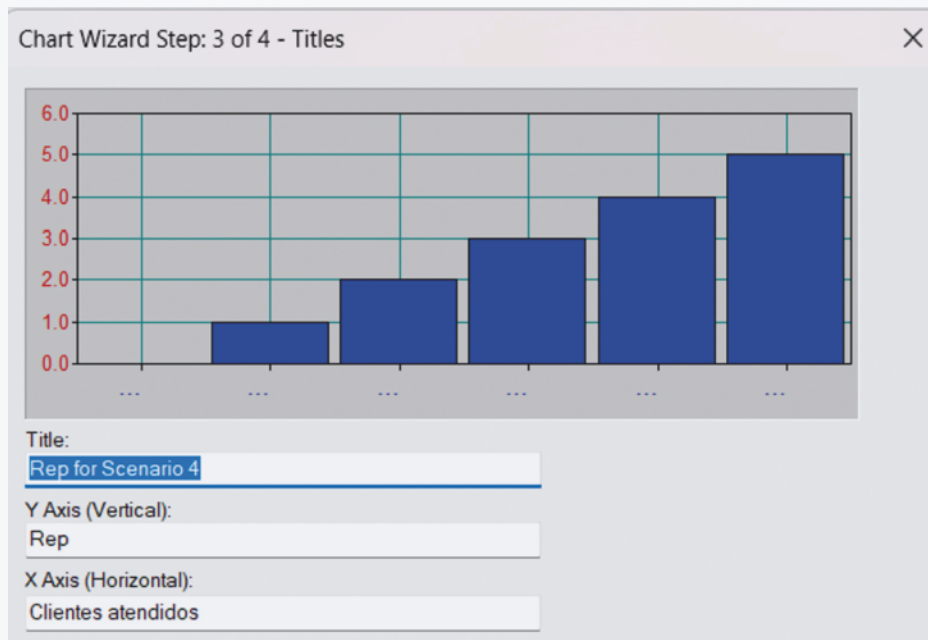 Chart Wizard Step: 3 of 4 - Titles
6.0
5.0
4.0
3.0
2.0
1.0
0.0
... ... ... ... ... ...
Title:
Rep for Scenario 4
Y Axis (Vertical):
Rep
X Axis (Horizontal):
Clientes atendidos